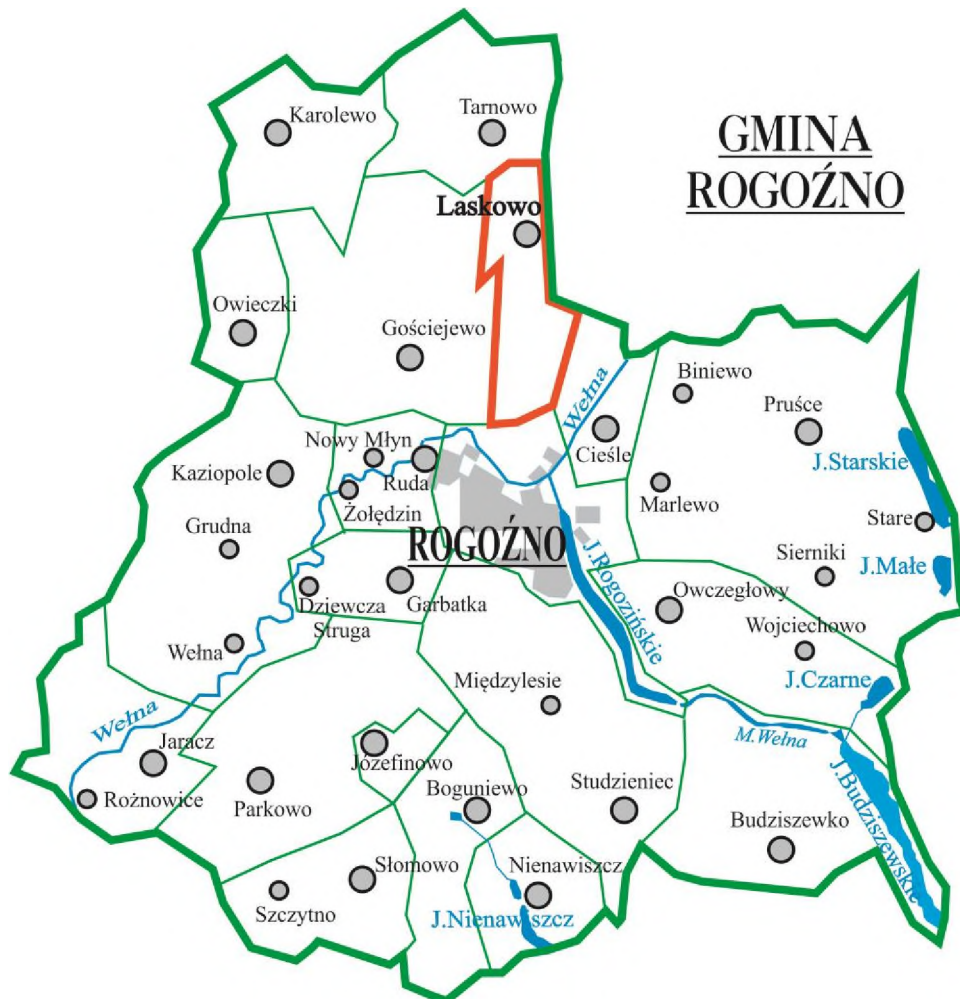 Karolewo
Tarnowo
GMINA
ROGOŹNO
Laskowo
Owieczki
Gościejewo
Wełna
Biniewo
Pruśce
Nowy Młyn
Cieśle
Kaziopole
Ruda
J.Starskie
Żołędzin
Marlewo
Grudna
ROGOŹNO
Stare
Sierniki
J.Małe
J.Rogozińskie
Dziewcza
Struga
Garbatka
Owczegłowy
Wojciechowo
Wełna
Międzylesie
J.Czarne
Wełna
M.Wełna
Jaracz
Józefinowo
Rożnowice
Parkowo
Boguniewo
Studzieniec
J.Budziszewskie
Budziszewko
Słomowo
Nienawiszcz
Szczytno
J.Nienawiszcz